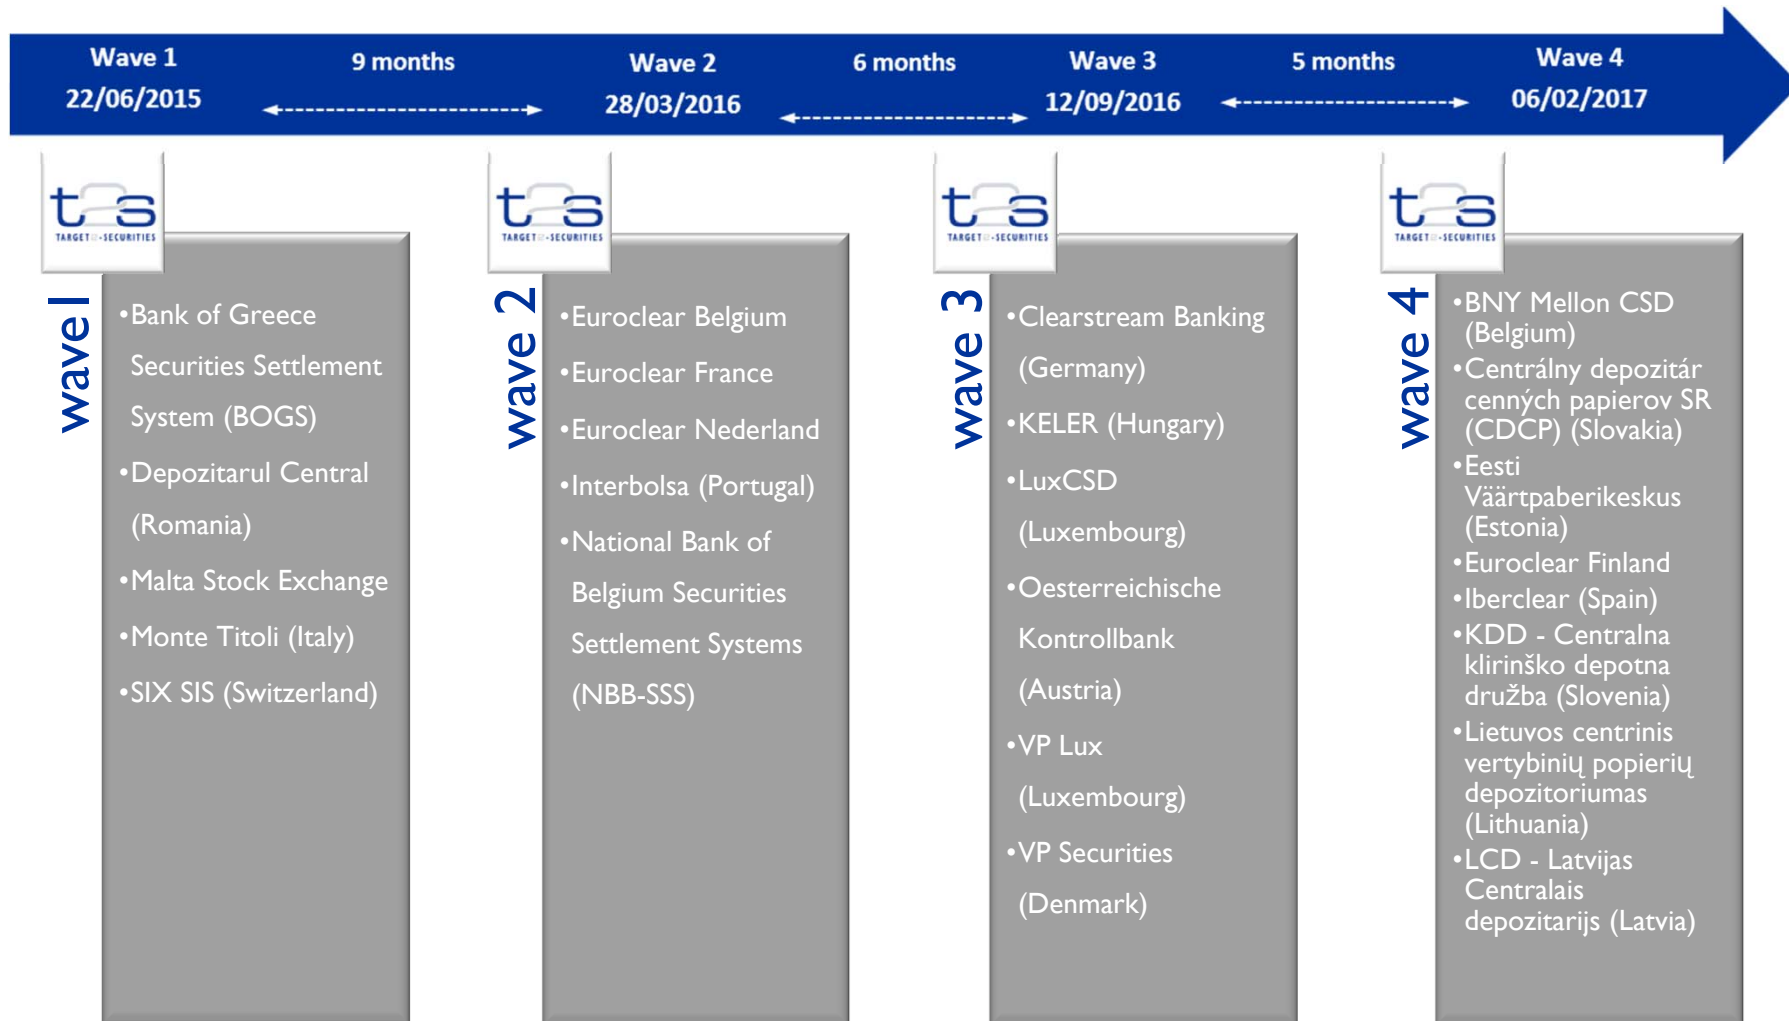 Wave 1
22/06/2015
9 months
Wave 2
28/03/2016
6 months
Wave 3
12/09/2016
5 months
Wave 4
06/02/2017
t2s
TARGET2-SECURITIES
wave 1
•Bank of Greece
Securities Settlement
System (BOGS)
•Depozitarul Central
(Romania)
•Malta Stock Exchange
•Monte Titoli (Italy)
•SIX SIS (Switzerland)
t2s
TARGET2-SECURITIES
wave 2
•Euroclear Belgium
•Euroclear France
•Euroclear Nederland
•Interbolsa (Portugal)
•National Bank of
Belgium Securities
Settlement Systems
(NBB-SSS)
t2s
TARGET2-SECURITIES
wave 3
•Clearstream Banking
(Germany)
•KELER (Hungary)
•LuxCSD
(Luxembourg)
•Oesterreichische
Kontrollbank
(Austria)
•VP Lux
(Luxembourg)
•VP Securities
(Denmark)
t2s
TARGET2-SECURITIES
wave 4
•BNY Mellon CSD
(Belgium)
•Centrálny depozitár
cenných papierov SR
(CDCP) (Slovakia)
•Eesti
Väärtpaberikeskus
(Estonia)
•Euroclear Finland
•Iberclear (Spain)
•KDD - Centralna
klirinško depotna
družba (Slovenia)
•Lietuvos centrinis
vertybinių popierių
depozitoriumas
(Lithuania)
•LCD - Latvijas
Centralais
depozitarijs (Latvia)